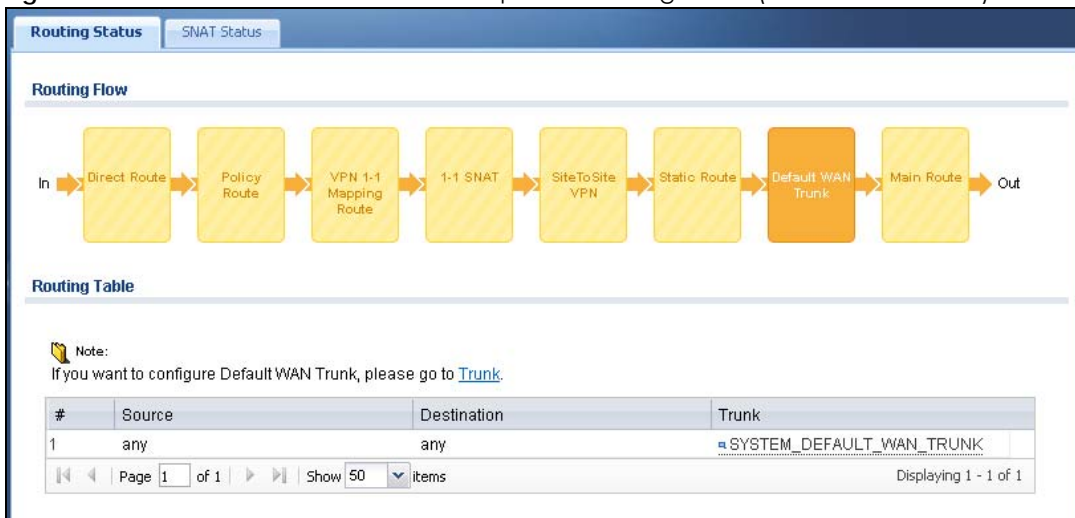 Routing Status
SNAT Status
Routing Flow
In
Direct Route
Policy
Route
VPN 1-1
Mapping
Route
1-1 SNAT
SiteToSite
VPN
Static Route
Default WAN
Trunk
Main Route
Out
Routing Table
Note:
If you want to configure Default WAN Trunk, please go to Trunk.
# Source Destination Trunk
1 any any SYSTEM_DEFAULT_WAN_TRUNK
Page 1 of 1 Show 50 items Displaying 1 - 1 of 1